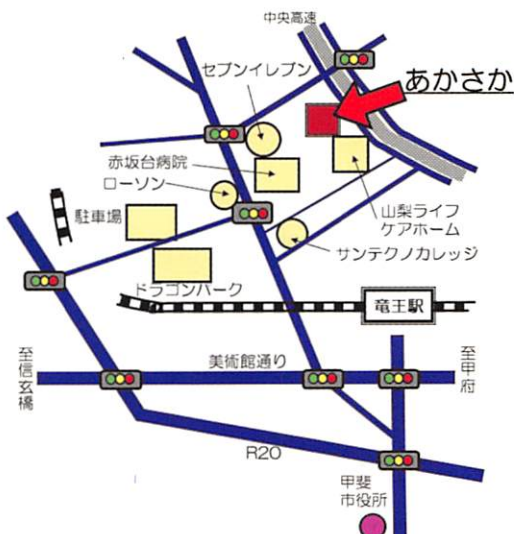 中央高速
セブンイレブン
あかさか
赤坂台病院
ローソン
駐車場
山梨ライフ
ケアホーム
サンテクノカレッジ
ドラゴンパーク
竜王駅
至信玄橋
美術館通り
至甲府
R20
甲斐
市役所